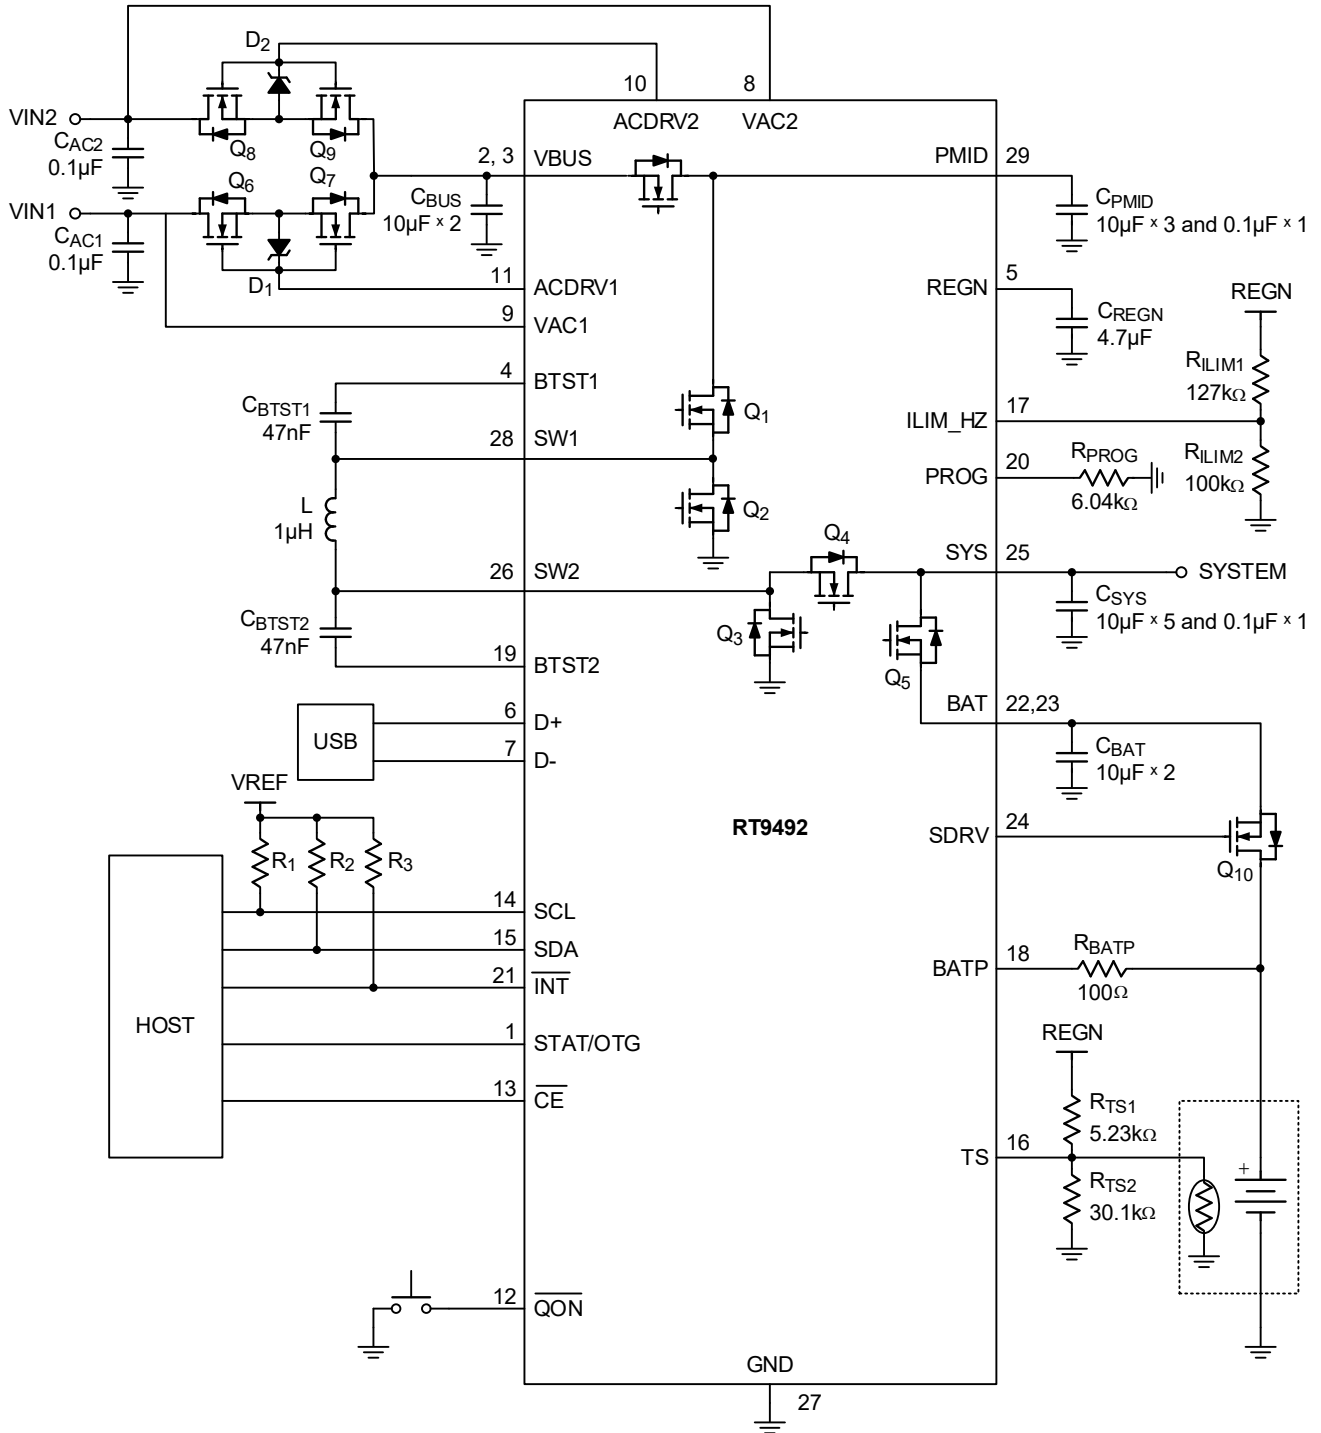 D2
10
8
VIN2
ACDRV2
VAC2
CAC2
0.1µF
Q8
Q9
2, 3
VBUS
PMID
29
Q6
Q7
VIN1
CBUS
10µF x 2
CPMID
10µF x 3 and 0.1µF x 1
CAC1
0.1µF
D1
11
ACDRV1
REGN
5
REGN
9
VAC1
CREGN
4.7µF
4
BTST1
RILIM1
127kΩ
CBTST1
47nF
Q1
ILIM_HZ
17
28
SW1
RPROG
6.04kΩ
PROG
20
RILIM2
100kΩ
L
1µH
Q2
Q4
SYS
25
SYSTEM
26
SW2
CSYS
10µF x 5 and 0.1µF x 1
CBTST2
47nF
Q3
Q5
19
BTST2
BAT
22,23
6
D+
USB
7
D-
CBAT
10µF x 2
VREF
RT9492
SDRV
24
R1
R2
R3
Q10
14
SCL
15
SDA
BATP
18
RBATP
100Ω
21
INT
HOST
1
STAT/OTG
REGN
13
CE
RTS1
5.23kΩ
TS
16
+
RTS2
30.1kΩ
12
QON
GND
27